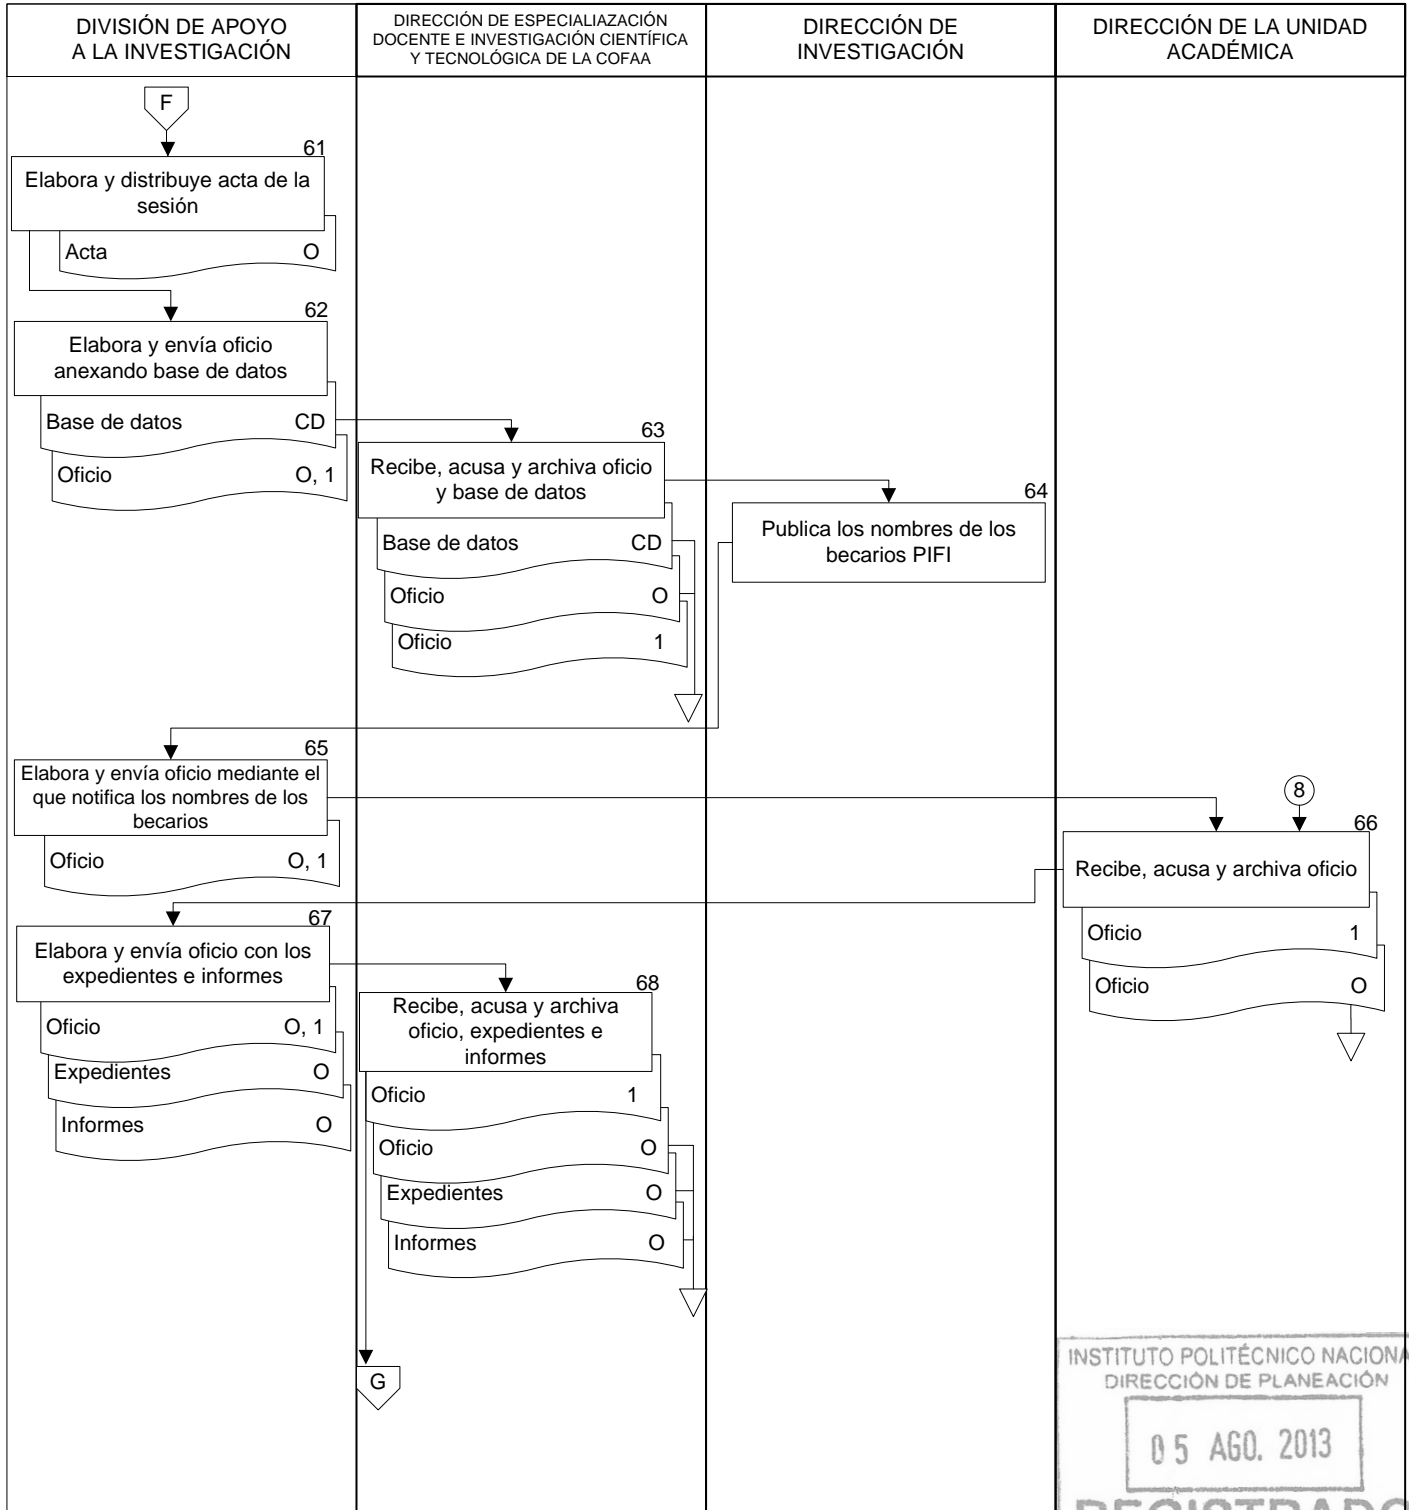 DIVISIÓN DE APOYO
A LA INVESTIGACIÓN
DIRECCIÓN DE ESPECIALIAZACIÓN
DOCENTE E INVESTIGACIÓN CIENTÍFICA
Y TECNOLÓGICA DE LA COFAA
DIRECCIÓN DE
INVESTIGACIÓN
DIRECCIÓN DE LA UNIDAD
ACADÉMICA
F
61
Elabora y distribuye acta de la
sesión
Acta O
62
Elabora y envía oficio
anexando base de datos
Base de datos CD
Oficio O, 1
63
Recibe, acusa y archiva oficio
y base de datos
Base de datos CD
Oficio O
Oficio 1
64
Publica los nombres de los
becarios PIFI
65
Elabora y envía oficio mediante el
que notifica los nombres de los
becarios
Oficio O, 1
8
66
Recibe, acusa y archiva oficio
Oficio 1
Oficio O
67
Elabora y envía oficio con los
expedientes e informes
Oficio O, 1
Expedientes O
Informes O
68
Recibe, acusa y archiva
oficio, expedientes e
informes
Oficio 1
Oficio O
Expedientes O
Informes O
G
INSTITUTO POLITÉCNICO NACIONA
DIRECCIÓN DE PLANEACIÓN
05 AGO. 2013
REGISTRADO